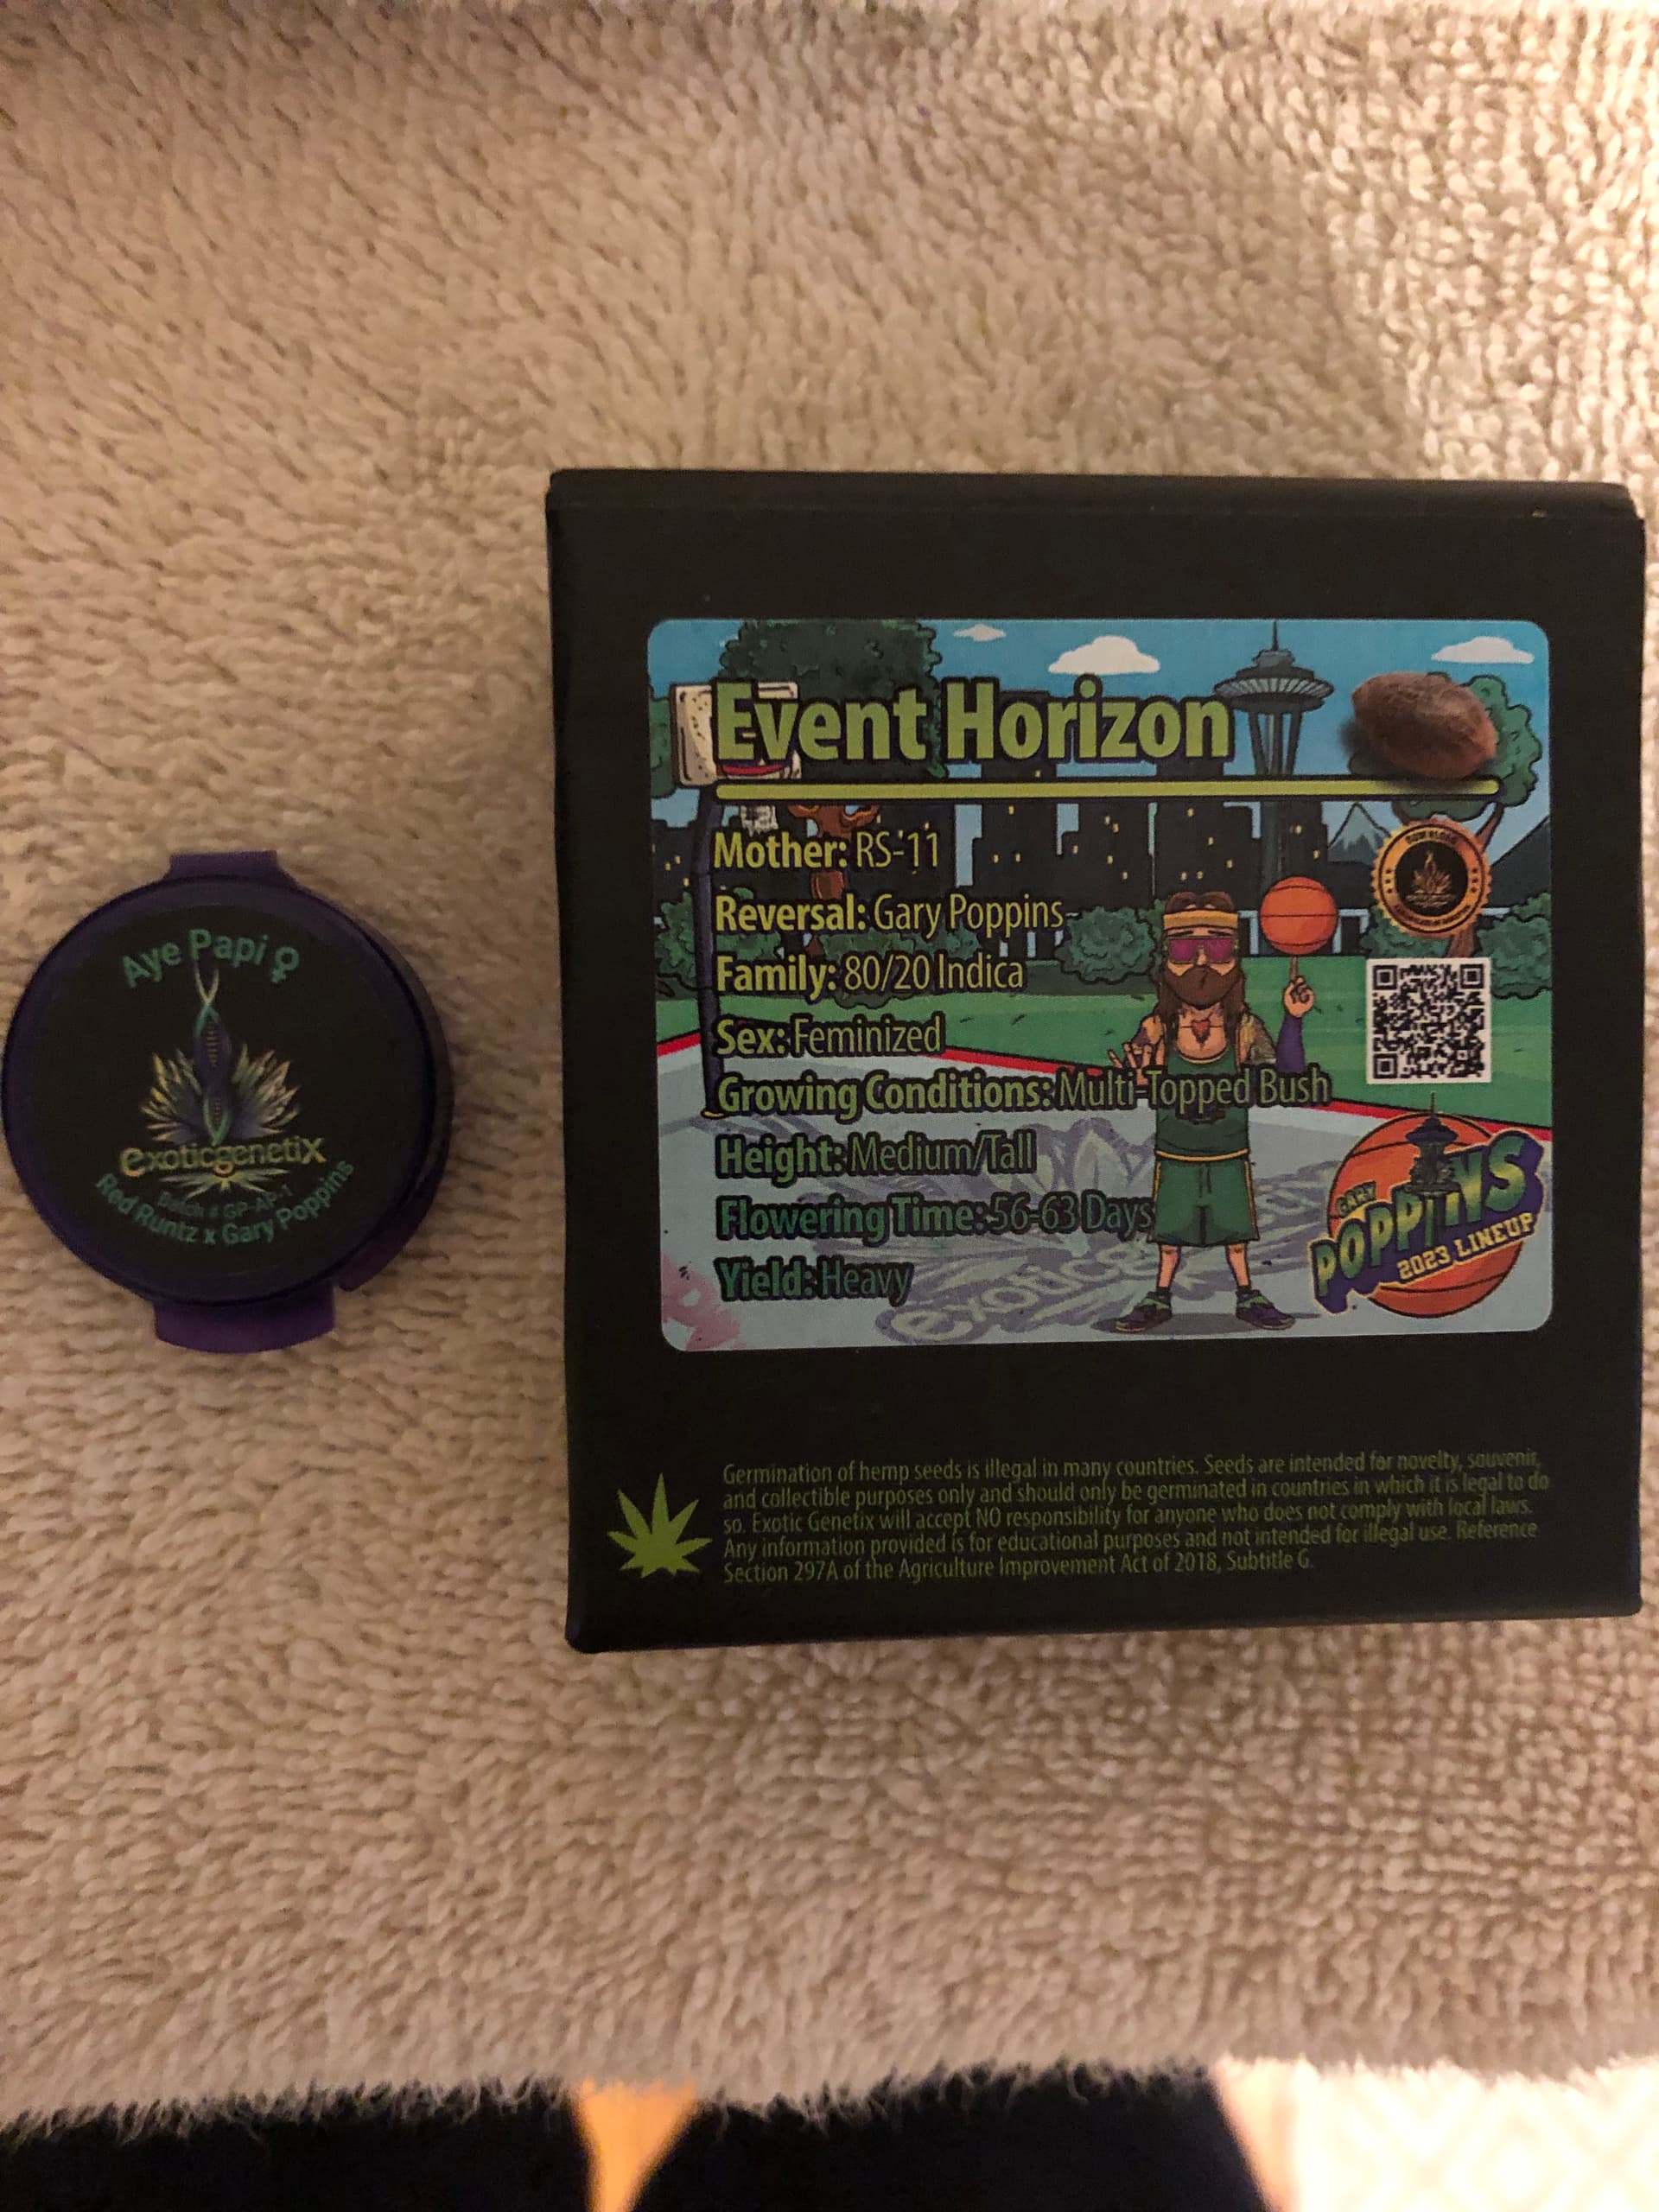 Aye Papi ♀
exoticgenetix
Batch # GP-AP-1
Red Runtz x Gary Poppins
Event Horizon
Mother: RS-11
Reversal: Gary Poppins
Family: 80/20 Indica
Sex: Feminized
Growing Conditions: Multi-Topped Bush
Height: Medium/Tall
Flowering Time: 56-63 Days
Yield: Heavy
GARY
POPPINS
2023 LINEUP
exotic
Germination of hemp seeds is illegal in many countries. Seeds are intended for novelty, souvenir,
and collectible purposes only and should only be germinated in countries in which it is legal to do
so. Exotic Genetix will accept NO responsibility for anyone who does not comply with local laws.
Any information provided is for educational purposes and not intended for illegal use. Reference
Section 297A of the Agriculture Improvement Act of 2018, Subtitle G.